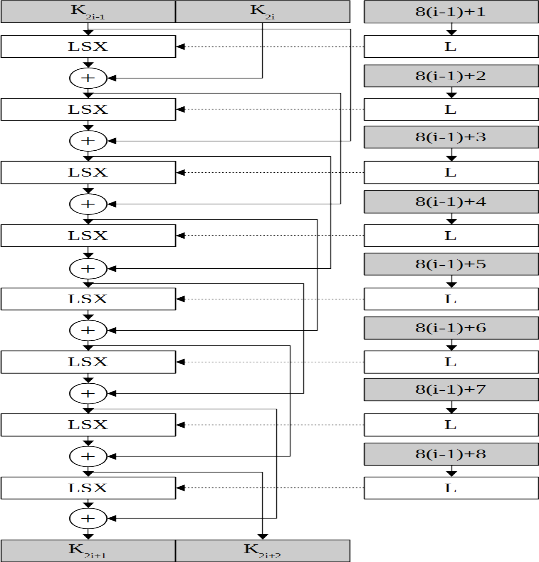 K2i-1 K2i 8(i-1)+1
LSX L
+ 8(i-1)+2
LSX L
+ 8(i-1)+3
LSX L
+ 8(i-1)+4
LSX L
+ 8(i-1)+5
LSX L
+ 8(i-1)+6
LSX L
+ 8(i-1)+7
LSX L
+ 8(i-1)+8
LSX L
+
K2i+1 K2i+2